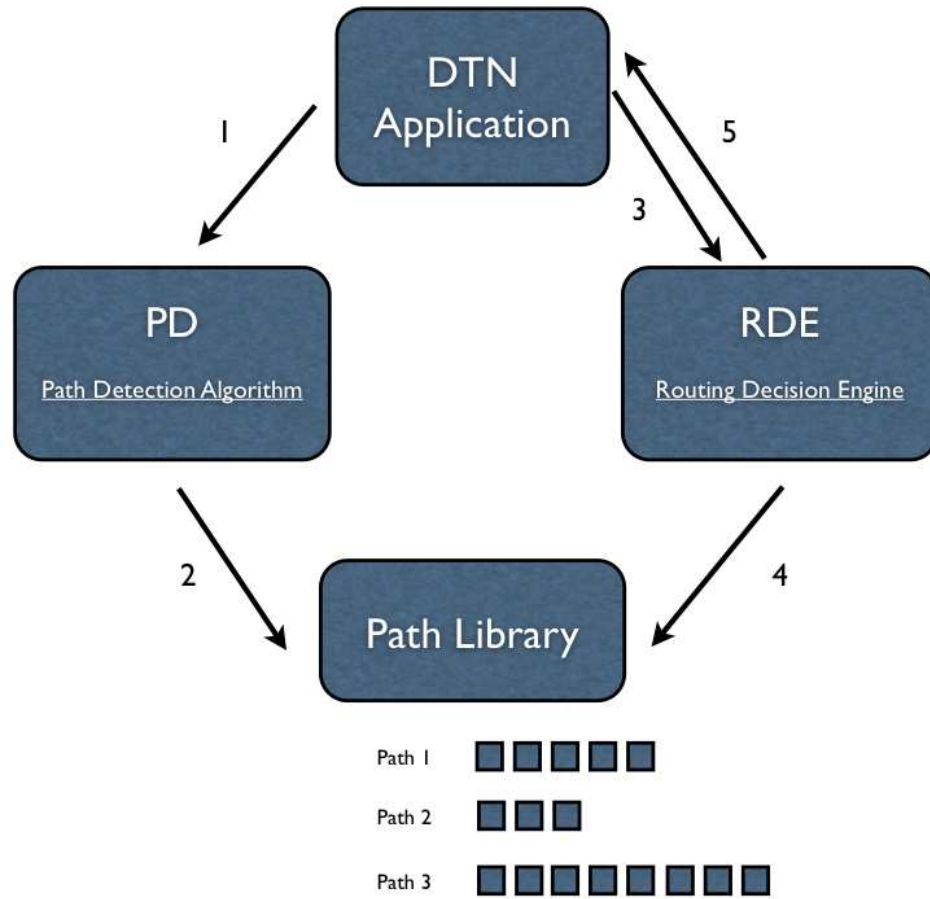 DTN
Application
1
5
3
PD
Path Detection Algorithm
RDE
Routing Decision Engine
2
4
Path Library
Path 1
Path 2
Path 3